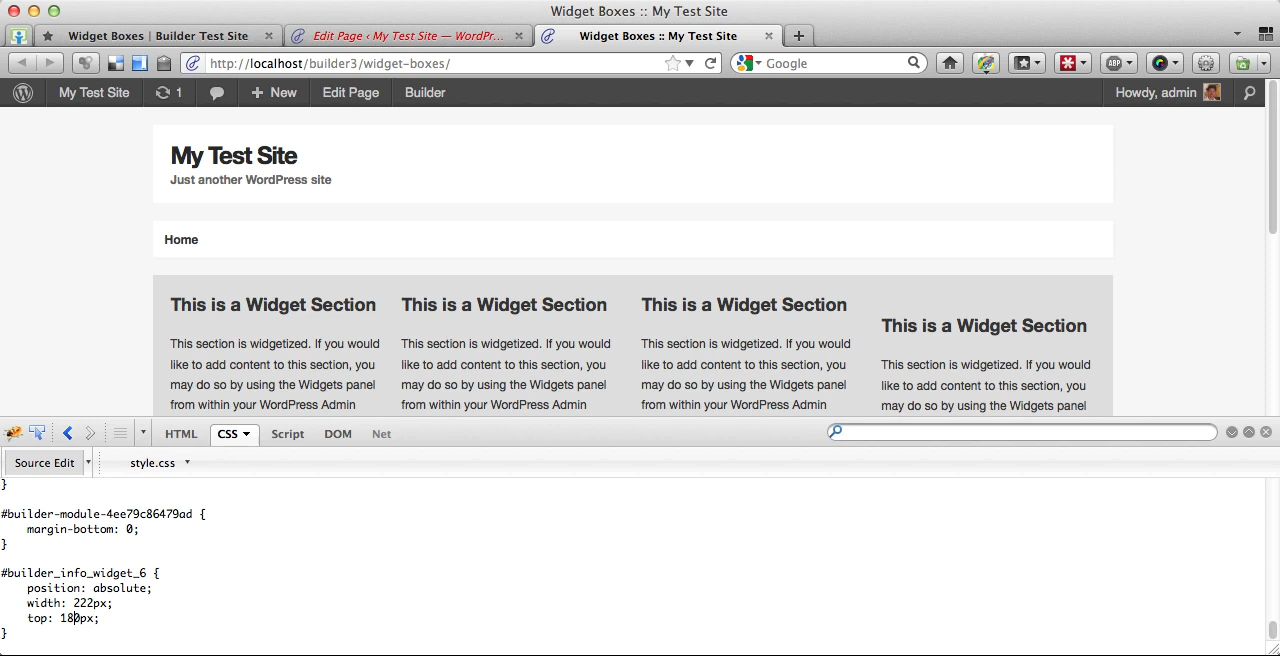 Widget Boxes :: My Test Site
Widget Boxes | Builder Test Site
Edit Page ‹ My Test Site — WordPr...
Widget Boxes :: My Test Site
http://localhost/builder3/widget-boxes/
Google
ABP
My Test Site
1
New
Edit Page
Builder
Howdy, admin
My Test Site
Just another WordPress site
Home
This is a Widget Section
This section is widgetized. If you would
like to add content to this section, you
may do so by using the Widgets panel
from within your WordPress Admin
This is a Widget Section
This section is widgetized. If you would
like to add content to this section, you
may do so by using the Widgets panel
from within your WordPress Admin
This is a Widget Section
This section is widgetized. If you would
like to add content to this section, you
may do so by using the Widgets panel
from within your WordPress Admin
This is a Widget Section
This section is widgetized. If you would
like to add content to this section, you
may do so by using the Widgets panel
HTML
CSS
Script
DOM
Net
Source Edit
style.css
}
#builder-module-4ee79c86479ad {
margin-bottom: 0;
}
#builder_info_widget_6 {
position: absolute;
width: 222px;
top: 180px;
}